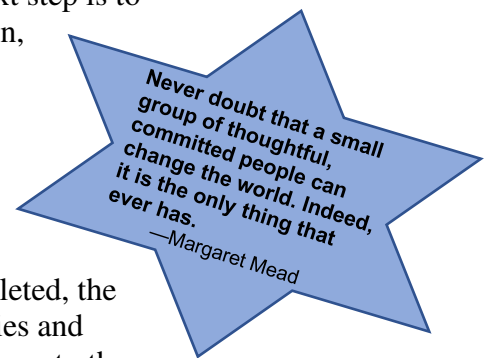 xt step is to
n,
Never doubt that a small
group of thoughtful,
committed people can
change the world. Indeed,
it is the only thing that
ever has.
—Margaret Mead
leted, the
ies and